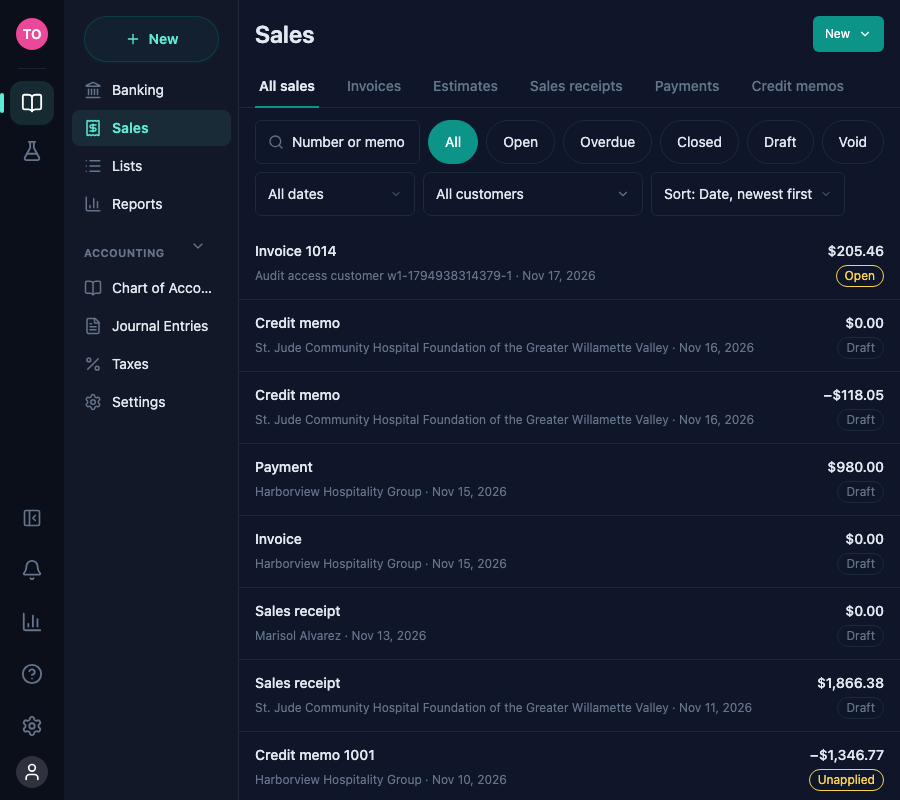 TO
New
Banking
Sales
Lists
Reports
ACCOUNTING
Chart of Acco...
Journal Entries
Taxes
Settings
Sales
New
All sales
Invoices
Estimates
Sales receipts
Payments
Credit memos
Number or memo
All
Open
Overdue
Closed
Draft
Void
All dates
All customers
Sort: Date, newest first
Invoice 1014
$205.46
Audit access customer w1-1794938314379-1 · Nov 17, 2026
Open
Credit memo
$0.00
St. Jude Community Hospital Foundation of the Greater Willamette Valley · Nov 16, 2026
Draft
Credit memo
−$118.05
St. Jude Community Hospital Foundation of the Greater Willamette Valley · Nov 16, 2026
Draft
Payment
$980.00
Harborview Hospitality Group · Nov 15, 2026
Draft
Invoice
$0.00
Harborview Hospitality Group · Nov 15, 2026
Draft
Sales receipt
$0.00
Marisol Alvarez · Nov 13, 2026
Draft
Sales receipt
$1,866.38
St. Jude Community Hospital Foundation of the Greater Willamette Valley · Nov 11, 2026
Draft
Credit memo 1001
−$1,346.77
Harborview Hospitality Group · Nov 10, 2026
Unapplied